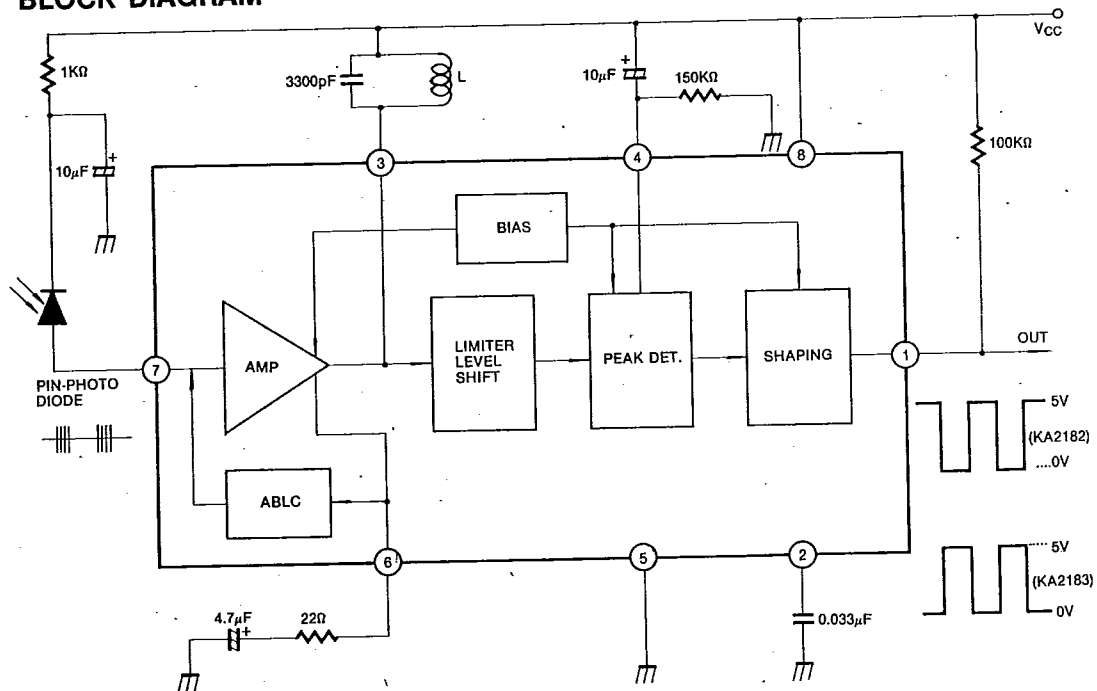 BLOCK DIAGRAM
VCC
1KΩ
3300pF
L
10μF
+
150KΩ
100KΩ
10μF
+
3
4
8
BIAS
AMP
LIMITER
LEVEL
SHIFT
PEAK DET.
SHAPING
1
OUT
7
PIN-PHOTO
DIODE
ABLC
5V
(KA2182)
....0V
6
5
2
5V
(KA2183)
0V
4.7μF
+
22Ω
0.033μF